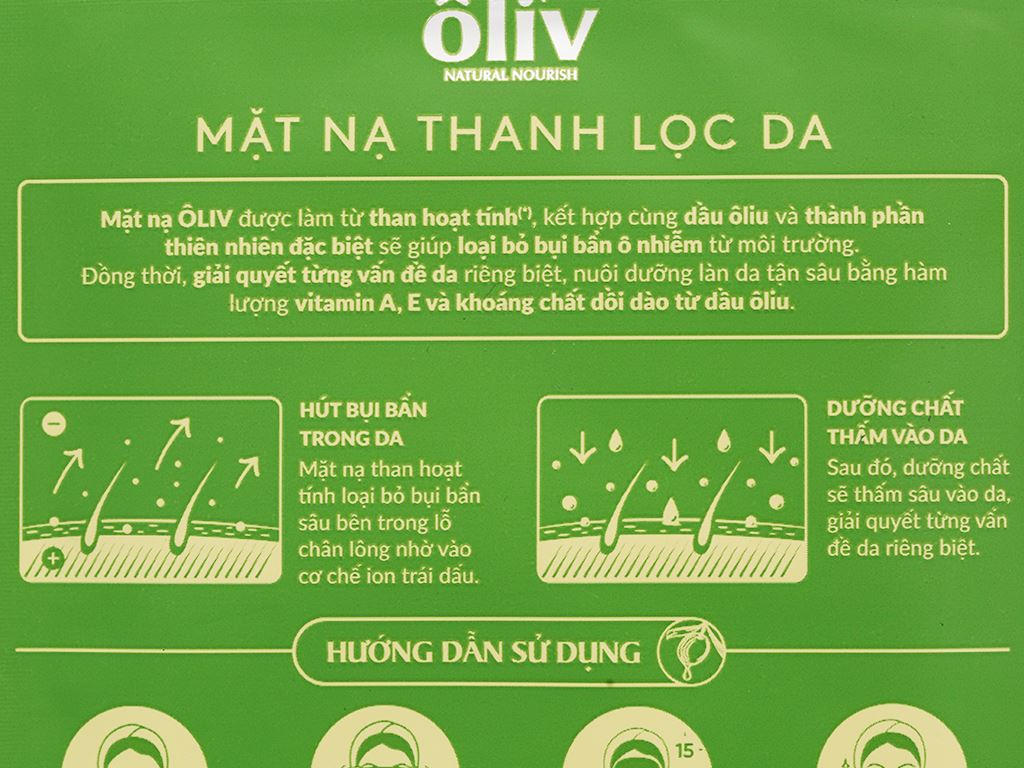 ôliv
NATURAL NOURISH
MẶT NẠ THANH LỌC DA
Mặt nạ ÔLIV được làm từ than hoạt tính(*), kết hợp cùng dầu ôliu và thành phần
thiên nhiên đặc biệt sẽ giúp loại bỏ bụi bẩn ô nhiễm từ môi trường.
Đồng thời, giải quyết từng vấn đề da riêng biệt, nuôi dưỡng làn da tận sâu bằng hàm
lượng vitamin A, E và khoáng chất dồi dào từ dầu ôliu.
HÚT BỤI BẨN
TRONG DA
Mặt nạ than hoạt
tính loại bỏ bụi bẩn
sâu bên trong lỗ
chân lông nhờ vào
cơ chế ion trái dấu.
DƯỠNG CHẤT
THẤM VÀO DA
Sau đó, dưỡng chất
sẽ thấm sâu vào da,
giải quyết từng vấn
đề da riêng biệt.
HƯỚNG DẪN SỬ DỤNG
15 -